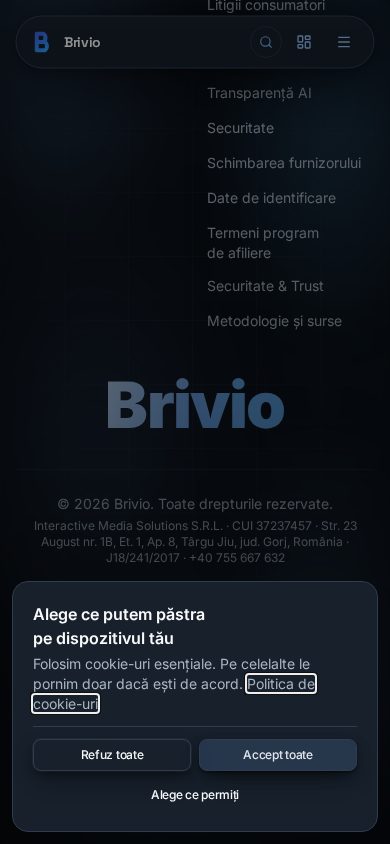 Litigii consumatori
Brivio
Transparență AI
Securitate
Schimbarea furnizorului
Date de identificare
Termeni program
de afiliere
Securitate & Trust
Metodologie și surse
Brivio
© 2026 Brivio. Toate drepturile rezervate.
Interactive Media Solutions S.R.L. · CUI 37237457 · Str. 23
August nr. 1B, Et. 1, Ap. 8, Târgu Jiu, jud. Gorj, România ·
J18/241/2017 · +40 755 667 632
Alege ce putem păstra
pe dispozitivul tău
Folosim cookie-uri esențiale. Pe celelalte le
pornim doar dacă ești de acord. Politica de
cookie-uri
Refuz toate
Accept toate
Alege ce permiți